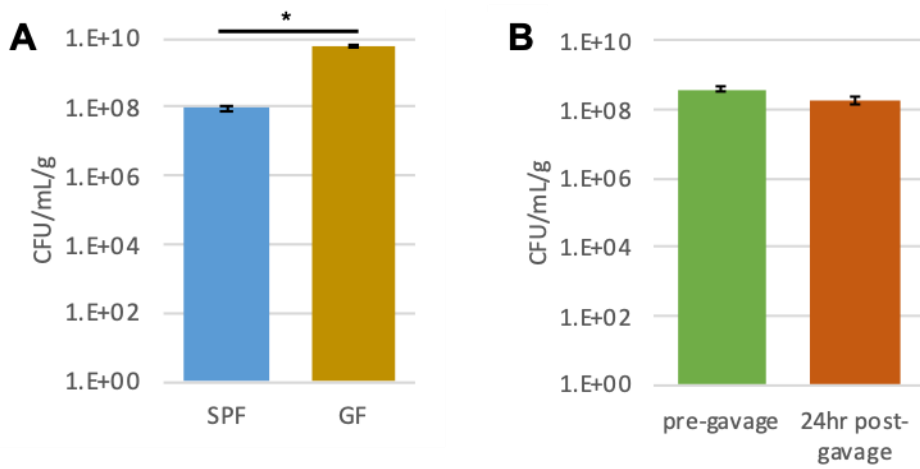 A
*
CFU/mL/g
1.E+10
1.E+08
1.E+06
1.E+04
1.E+02
1.E+00
SPF GF
B
CFU/mL/g
1.E+10
1.E+08
1.E+06
1.E+04
1.E+02
1.E+00
pre-gavage 24hr post-
gavage